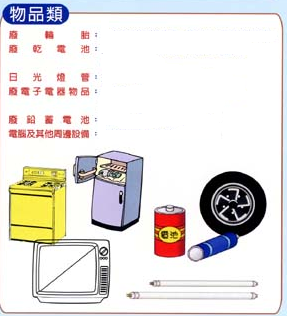 物品類
廢輪胎：
廢乾電池：
日光燈管：
廢電子電器物品：
廢鉛蓄電池：
電腦及其他周邊設備：
電池